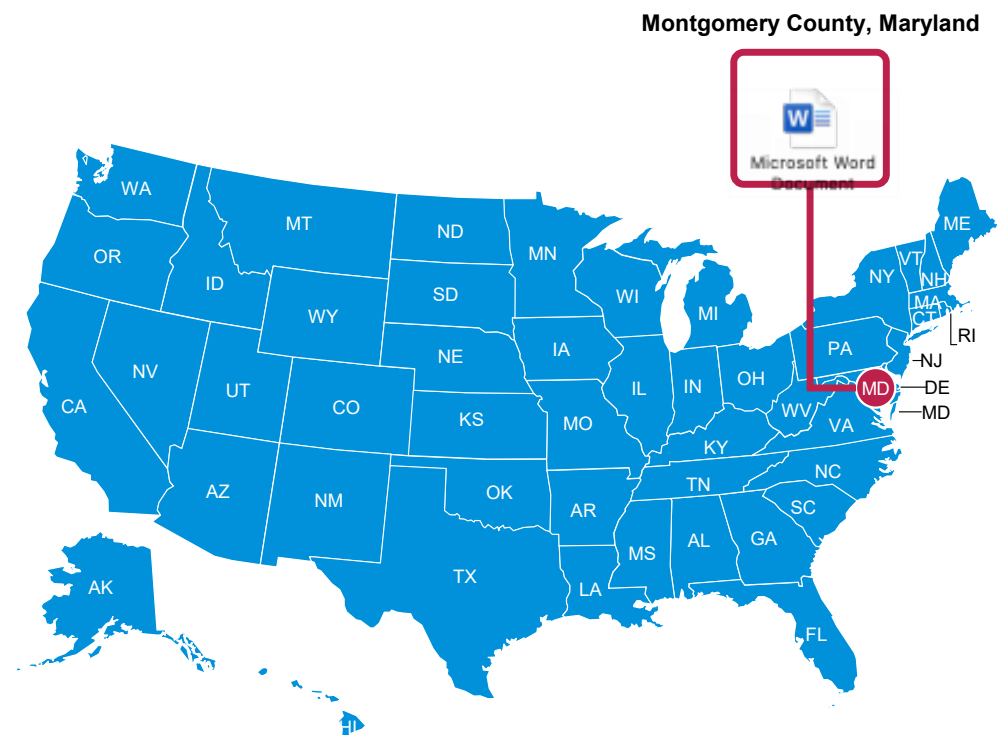 Montgomery County, Maryland
W
Microsoft Word
Document
WA
MT
ND
MN
ME
OR
ID
SD
WI
MI
NY
VT
NH
MA
CT
RI
WY
NE
IA
PA
NJ
NV
UT
CO
KS
IL
IN
OH
MD
DE
MD
CA
MO
WV
VA
KY
AZ
NM
OK
AR
TN
NC
SC
MS
AL
GA
TX
LA
AK
FL
HI